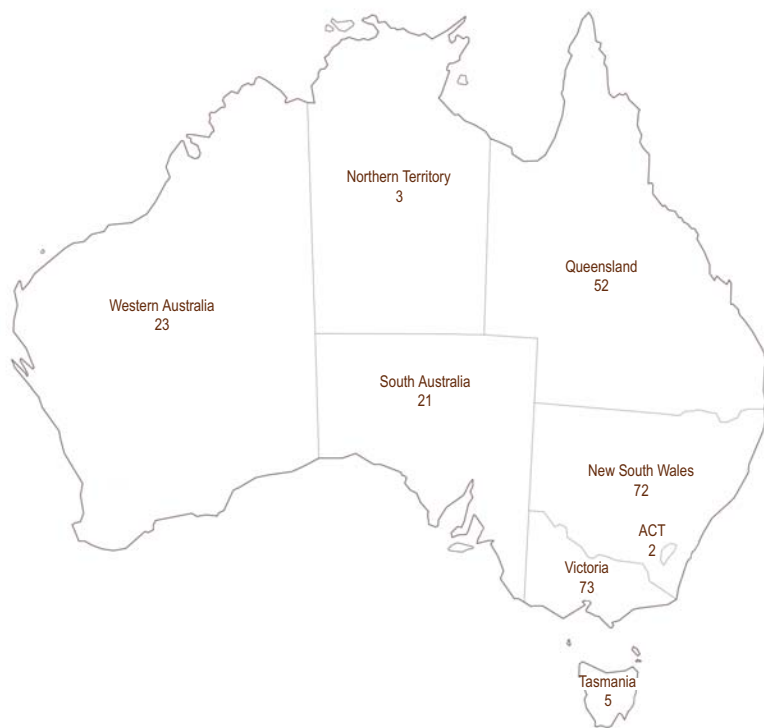 Northern Territory
3
Queensland
52
Western Australia
23
South Australia
21
New South Wales
72
ACT
2
Victoria
73
Tasmania
5